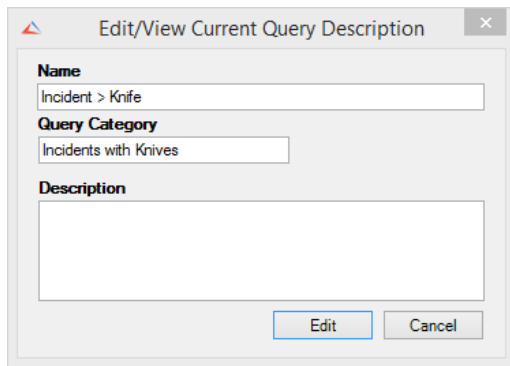 Edit/View Current Query Description
Name
Incident > Knife
Query Category
Incidents with Knives
Description
Edit Cancel